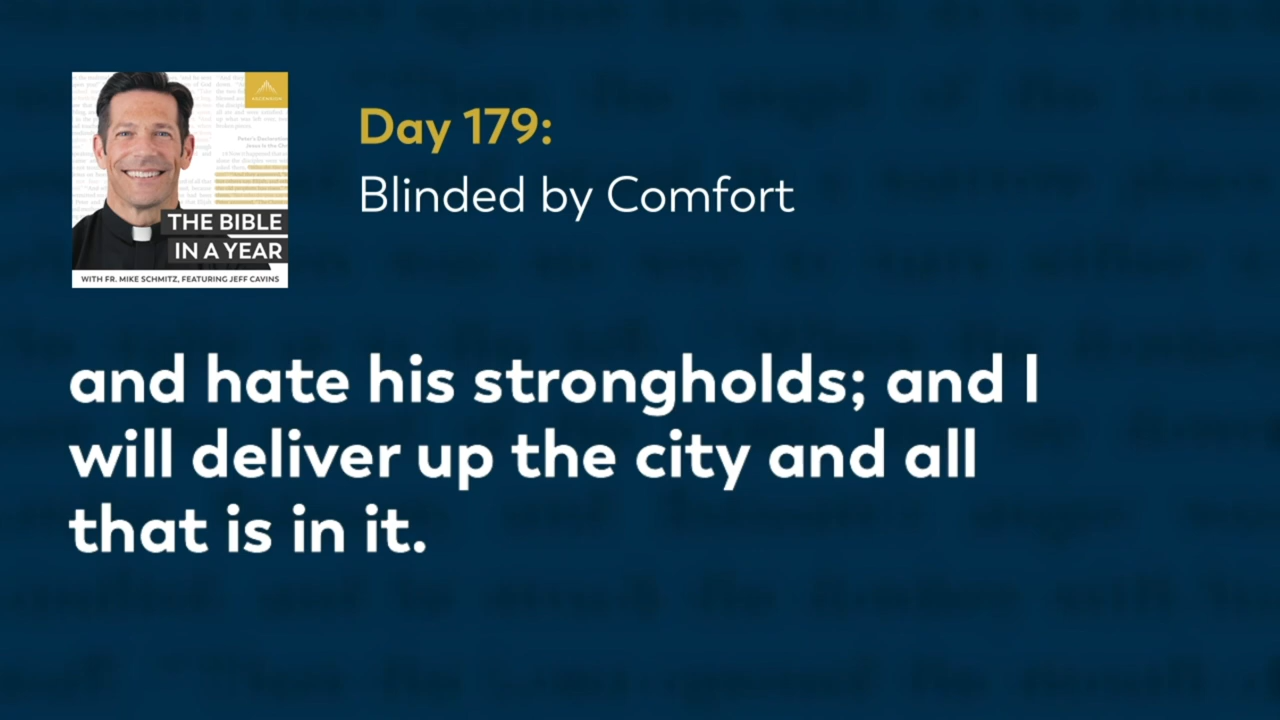 ASCENSION
THE BIBLE
IN A YEAR
WITH FR. MIKE SCHMITZ, FEATURING JEFF CAVINS
Day 179:
Blinded by Comfort
and hate his strongholds; and I
will deliver up the city and all
that is in it.